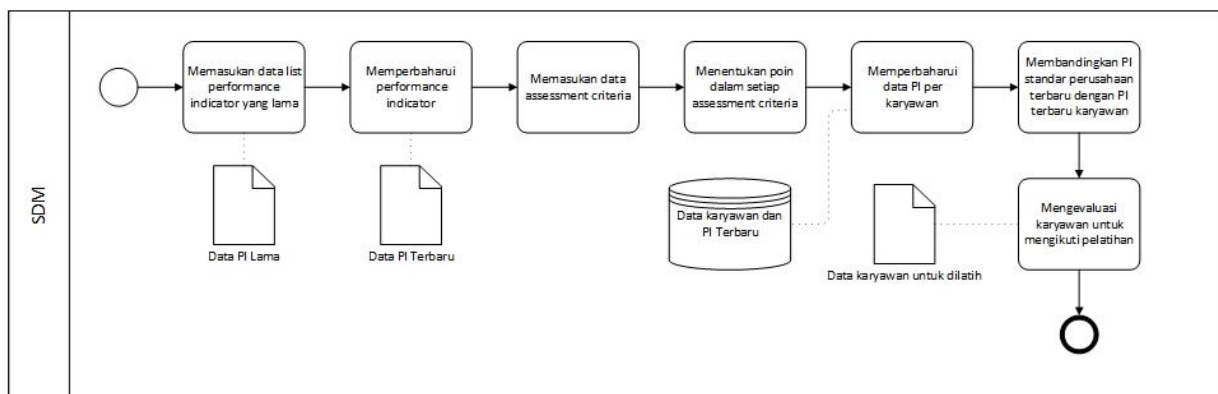 SDM
Memasukan data list
performance
indicator yang lama
Memperbaharui
performance
indicator
Memasukan data
assessment criteria
Menentukan poin
dalam setiap
assessment criteria
Memperbaharui
data PI per
karyawan
Membandingkan PI
standar perusahaan
terbaru dengan PI
terbaru karyawan
Data PI Lama
Data PI Terbaru
Data karyawan dan
PI Terbaru
Data karyawan untuk dilatih
Mengevaluasi
karyawan untuk
mengikuti pelatihan